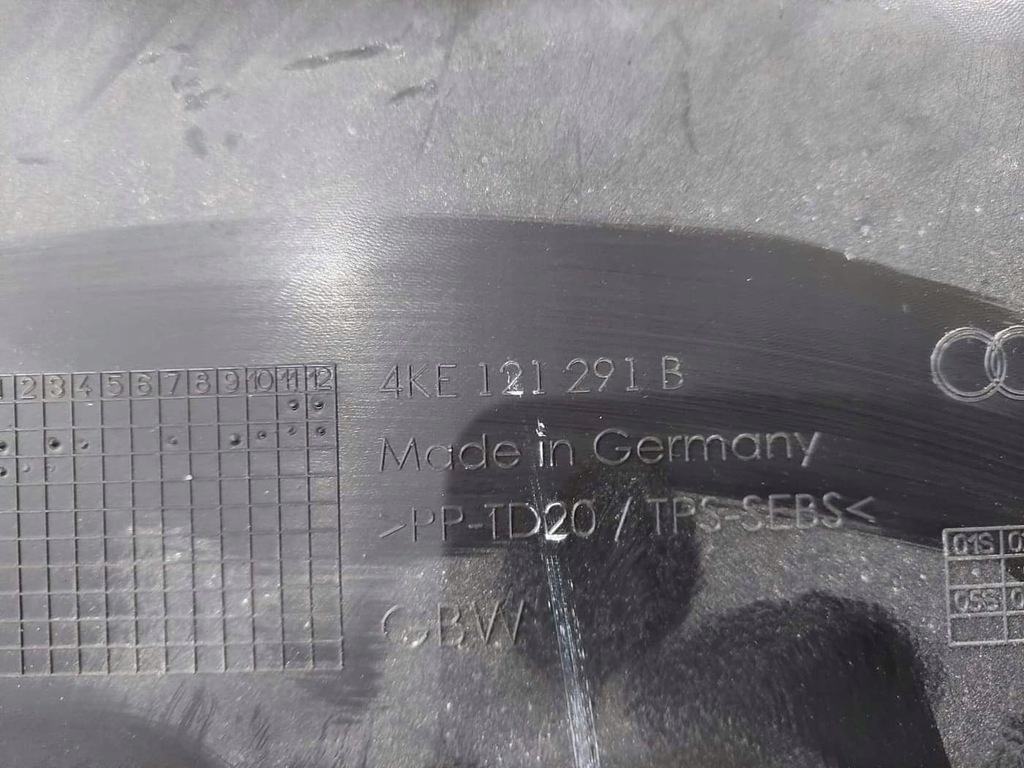 4KE 121 291 B
1 2 3 4 5 6 7 8 9 10 11 12
Made in Germany
>PP-TD20 / TPS-SEBS<
01S
GBW